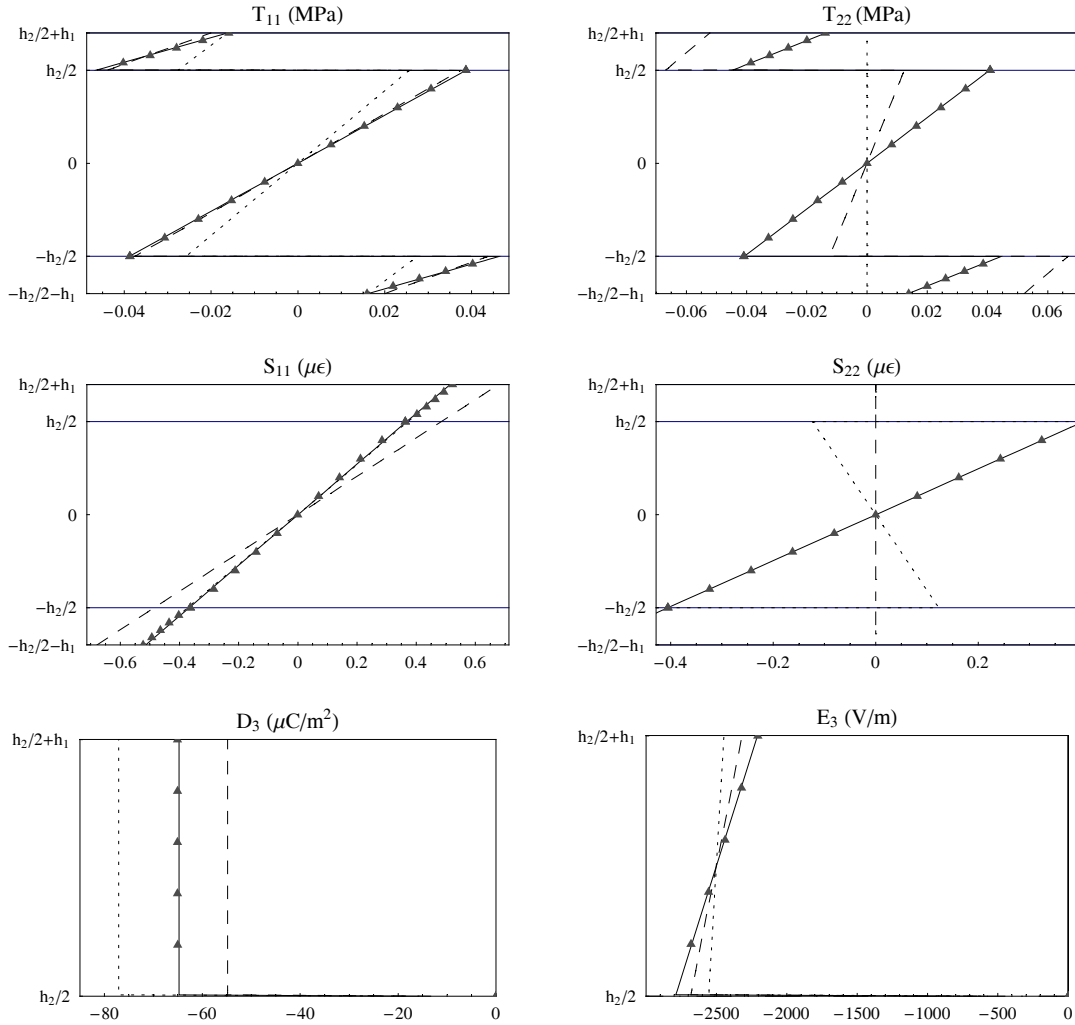 T₁₁ (MPa)
h₂/2+h₁
h₂/2
0
−h₂/2
−h₂/2−h₁
−0.04 −0.02 0 0.02 0.04
T₂₂ (MPa)
h₂/2+h₁
h₂/2
0
−h₂/2
−h₂/2−h₁
−0.06 −0.04 −0.02 0 0.02 0.04 0.06
S₁₁ (μϵ)
h₂/2+h₁
h₂/2
0
−h₂/2
−h₂/2−h₁
−0.6 −0.4 −0.2 0 0.2 0.4 0.6
S₂₂ (μϵ)
h₂/2+h₁
h₂/2
0
−h₂/2
−h₂/2−h₁
−0.4 −0.2 0 0.2
D₃ (μC/m²)
h₂/2+h₁
h₂/2
−80 −60 −40 −20 0
E₃ (V/m)
h₂/2+h₁
h₂/2
−2500 −2000 −1500 −1000 −500 0